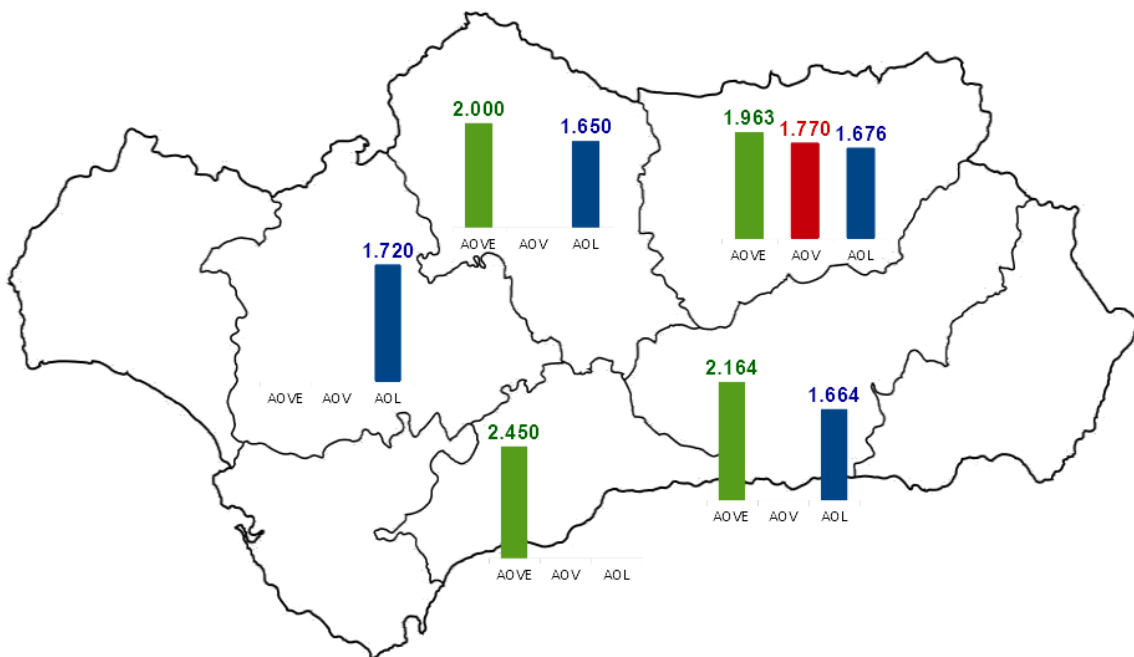 2.000
1.650
AOVE AOV AOL
1.963
1.770
1.676
AOVE AOV AOL
1.720
AOVE AOV AOL
2.164
1.664
AOVE AOV AOL
2.450
AOVE AOV AOL